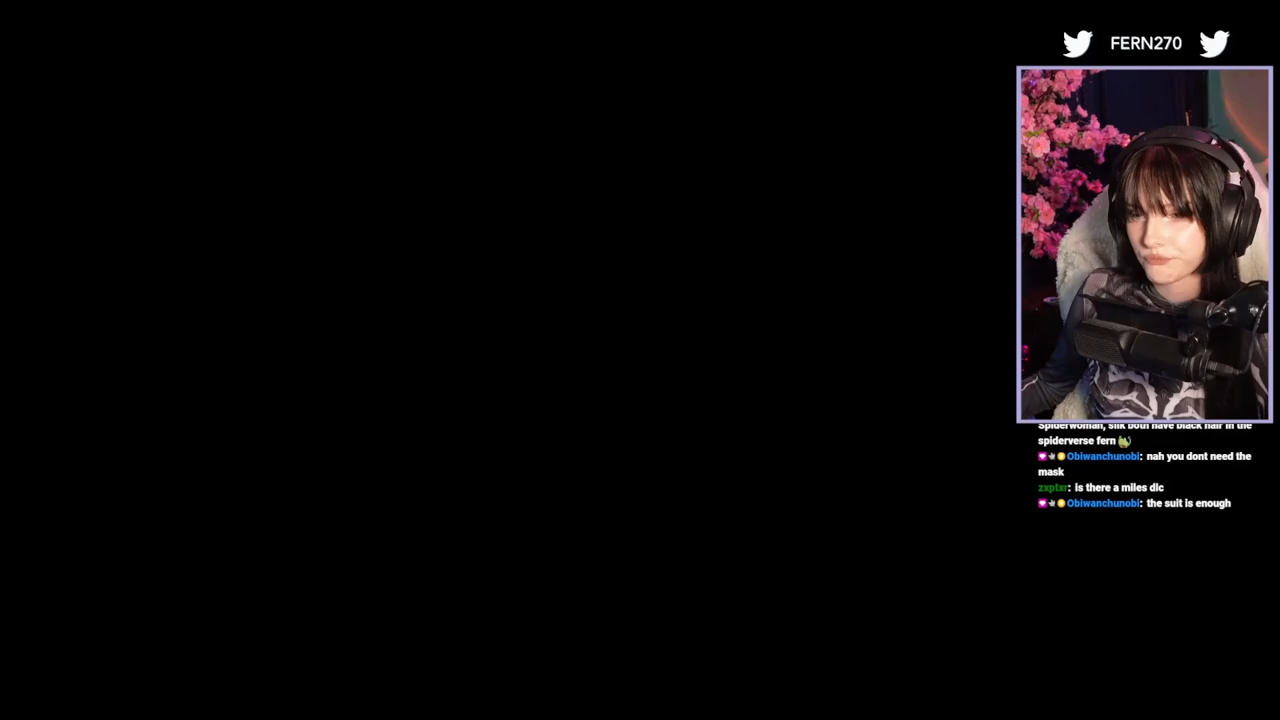 FERN270
Spiderwoman, silk both have black hair in the
spiderverse fern
Obiwanchunobi: nah you dont need the
mask
zxptxr: is there a miles dlc
Obiwanchunobi: the suit is enough